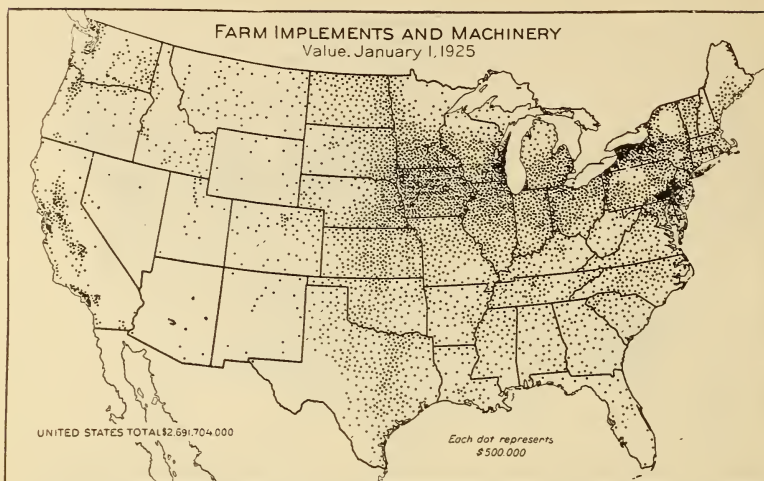 FARM IMPLEMENTS AND MACHINERY
Value, January 1, 1925
UNITED STATES TOTAL $2,691,704,000
Each dot represents
$500,000